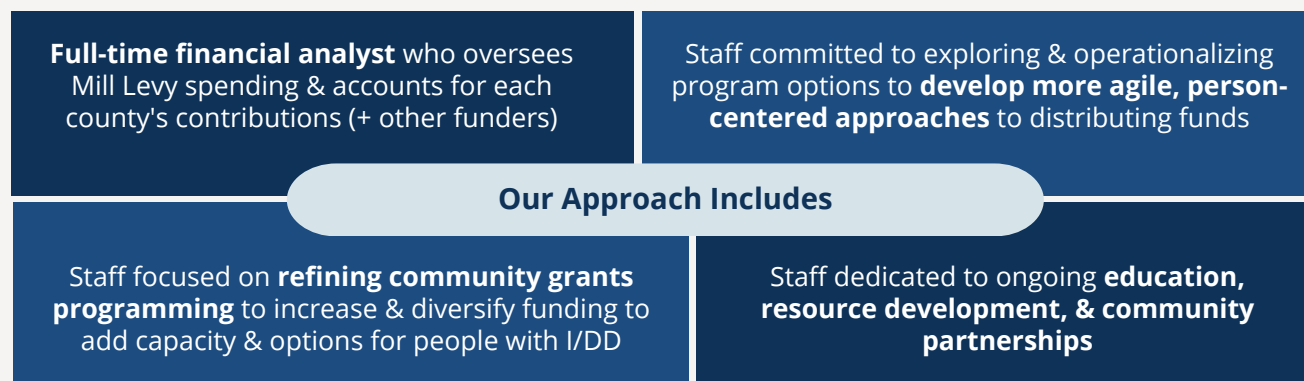 Full-time financial analyst who oversees
Mill Levy spending & accounts for each
county's contributions (+ other funders)
Staff committed to exploring & operationalizing
program options to develop more agile, person-
centered approaches to distributing funds
Our Approach Includes
Staff focused on refining community grants
programming to increase & diversify funding to
add capacity & options for people with I/DD
Staff dedicated to ongoing education,
resource development, & community
partnerships